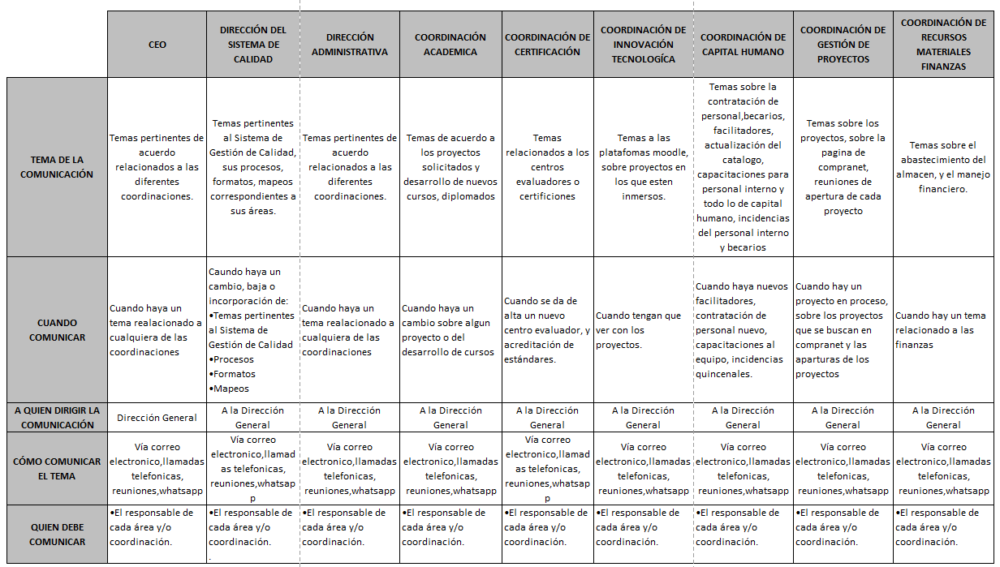 CEO
DIRECCIÓN DEL
SISTEMA DE
CALIDAD
DIRECCIÓN
ADMINISTRATIVA
COORDINACIÓN
ACADEMICA
COORDINACIÓN DE
CERTIFICACIÓN
COORDINACIÓN DE
INNOVACIÓN
TECNOLOGÍCA
COORDINACIÓN DE
CAPITAL HUMANO
COORDINACIÓN DE
GESTIÓN DE
PROYECTOS
COORDINACIÓN DE
RECURSOS
MATERIALES
FINANZAS
TEMA DE LA
COMUNICACIÓN
Temas pertinentes de
acuerdo
relacionados a las
diferentes
coordinaciones.
Temas pertinentes
al Sistema de
Gestión de Calidad,
sus procesos,
formatos, mapeos
correspondientes a
sus áreas.
Temas pertinentes de
acuerdo
relacionados a las
diferentes
coordinaciones.
Temas de acuerdo a
los proyectos
solicitados y
desarrollo de nuevos
cursos, diplomados
Temas
relacionados a los
centros
evaluadores o
certificiones
Temas a las
platafomas moodle,
sobre proyectos en
los que esten
inmersos.
Temas sobre la
contratación de
personal,becarios,
facilitadores,
actualización del
catalogo,
capacitaciones para
personal interno y
todo lo de capital
humano, incidencias
del personal interno
y becarios
Temas sobre los
proyectos, sobre la
pagina de
compranet,
reuniones de
apertura de cada
proyecto
Temas sobre el
abastecimiento del
almacen, y el manejo
financiero.
CUANDO
COMUNICAR
Cuando haya un
tema realacionado a
cualquiera de las
coordinaciones
Caundo haya un
cambio, baja o
incorporación de:
•Temas pertinentes
al Sistema de
Gestión de Calidad
•Procesos
•Formatos
•Mapeos
Cuando haya un
tema realacionado a
cualquiera de las
coordinaciones
Cuando haya un
cambio sobre algun
proyecto o del
desarrollo de cursos
Cuando se da de
alta un nuevo
centro evaluador, y
acreditación de
estándares.
Cuando tengan que
ver con los
proyectos.
Cuando haya nuevos
facilitadores,
contratación de
personal nuevo,
capacitaciones al
equipo, incidencias
quincenales.
Cuando hay un
proyecto en proceso,
sobre los proyectos
que se buscan en
compranet y las
aparturas de los
proyectos
Cuando hay un tema
relacionado a las
finanzas
A QUIEN DIRIGIR LA
COMUNICACIÓN
Dirección General
A la Dirección
General
A la Dirección
General
A la Dirección
General
A la Dirección
General
A la Dirección
General
A la Dirección
General
A la Dirección
General
A la Dirección
General
CÓMO COMUNICAR
EL TEMA
Vía correo
electronico,llamadas
telefonicas,
reuniones,whatsapp
Vía correo
electronico,llamad
as telefonicas,
reuniones,whatsap
p
Vía correo
electronico,llamadas
telefonicas,
reuniones,whatsapp
Vía correo
electronico,llamadas
telefonicas,
reuniones,whatsapp
Vía correo
electronico,llamad
as telefonicas,
reuniones,whatsap
p
Vía correo
electronico,llamadas
telefonicas,
reuniones,whatsapp
Vía correo
electronico,llamadas
telefonicas,
reuniones,whatsapp
Vía correo
electronico,llamadas
telefonicas,
reuniones,whatsapp
Vía correo
electronico,llamadas
telefonicas,
reuniones,whatsapp
QUIEN DEBE
COMUNICAR
•El responsable de
cada área y/o
coordinación.
•El responsable de
cada área y/o
coordinación.
.
•El responsable de
cada área y/o
coordinación.
•El responsable de
cada área y/o
coordinación.
•El responsable de
cada área y/o
coordinación.
•El responsable de
cada área y/o
coordinación.
•El responsable de
cada área y/o
coordinación.
•El responsable de
cada área y/o
coordinación.
•El responsable de
cada área y/o
coordinación.